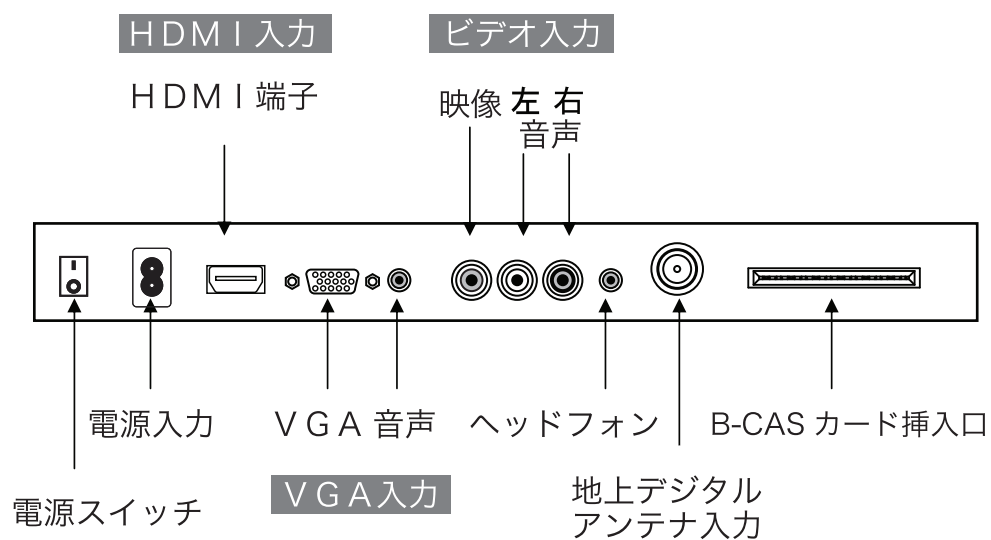 HDMI入力
ビデオ入力
HDMI端子
映像 左 右
音声
電源入力
VGA 音声
ヘッドフォン
B-CAS カード挿入口
電源スイッチ
VGA入力
地上デジタル
アンテナ入力